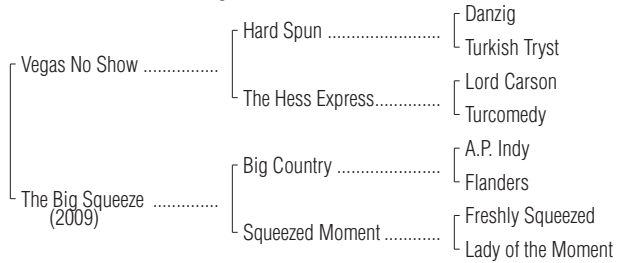 Danzig
Hard Spun ......................
Turkish Tryst
Vegas No Show ...............
Lord Carson
The Hess Express.............
Turcomedy
A.P. Indy
Big Country ....................
Flanders
The Big Squeeze .............
(2009)
Freshly Squeezed
Squeezed Moment ...........
Lady of the Moment